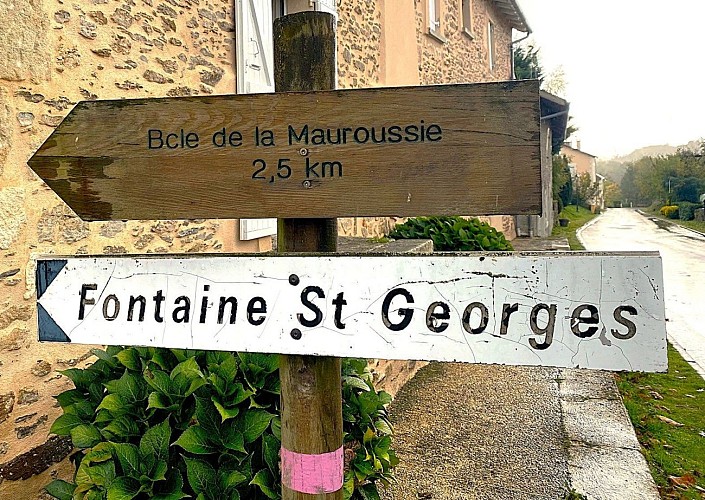 Bcle de la Mauroussie
2,5 km
Fontaine St Georges